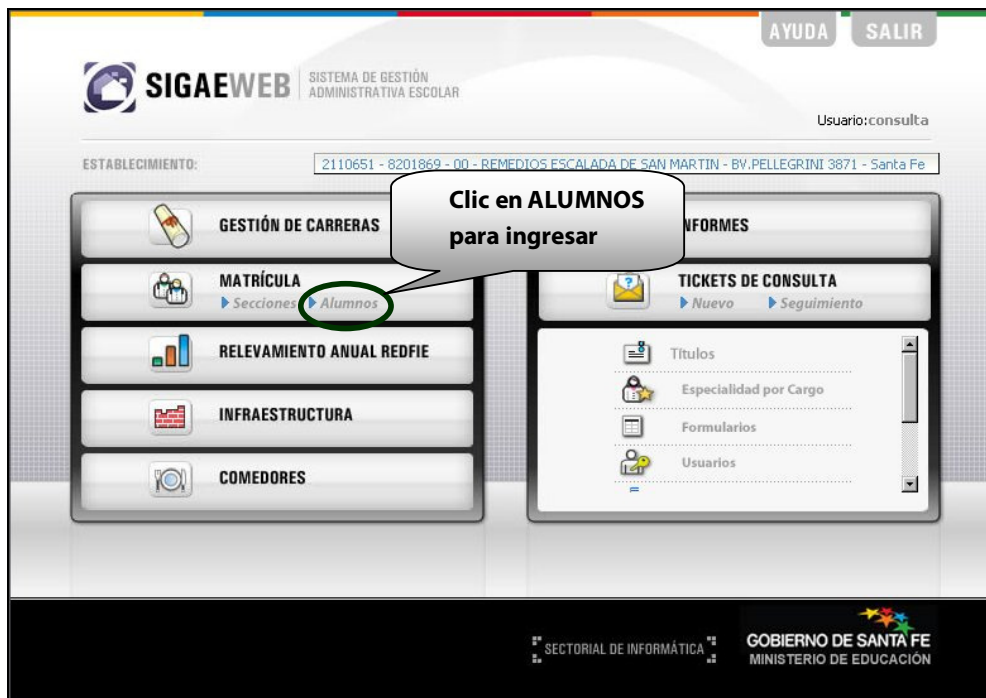 AYUDA SALIR
SIGAEWEB SISTEMA DE GESTIÓN
ADMINISTRATIVA ESCOLAR
Usuario:consulta
ESTABLECIMIENTO: 2110651 - 8201869 - 00 - REMEDIOS ESCALADA DE SAN MARTIN - BV.PELLEGRINI 3871 - Santa Fe
Clic en ALUMNOS
para ingresar
GESTIÓN DE CARRERAS
MATRÍCULA
Secciones Alumnos
RELEVAMIENTO ANUAL REDFIE
INFRAESTRUCTURA
COMEDORES
NFORMES
TICKETS DE CONSULTA
Nuevo Seguimiento
Títulos
Especialidad por Cargo
Formularios
Usuarios
SECTORIAL DE INFORMÁTICA
GOBIERNO DE SANTA FE
MINISTERIO DE EDUCACIÓN